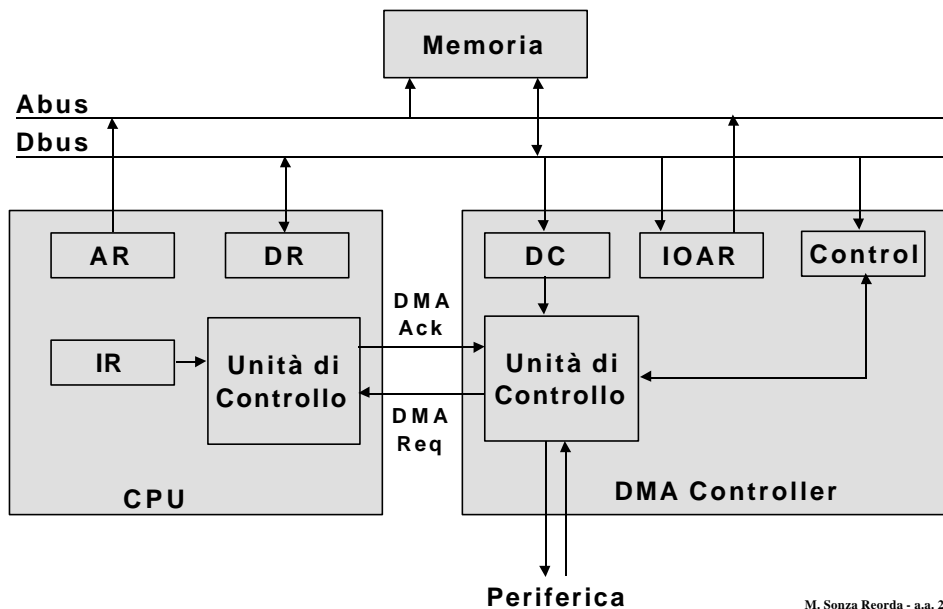 Memoria
Abus
Dbus
AR
DR
DC
IOAR
Control
DMA
Ack
IR
Unità di
Controllo
Unità di
Controllo
DMA
Req
CPU
DMA Controller
Periferica
M. Sonza Reorda - a.a. 2